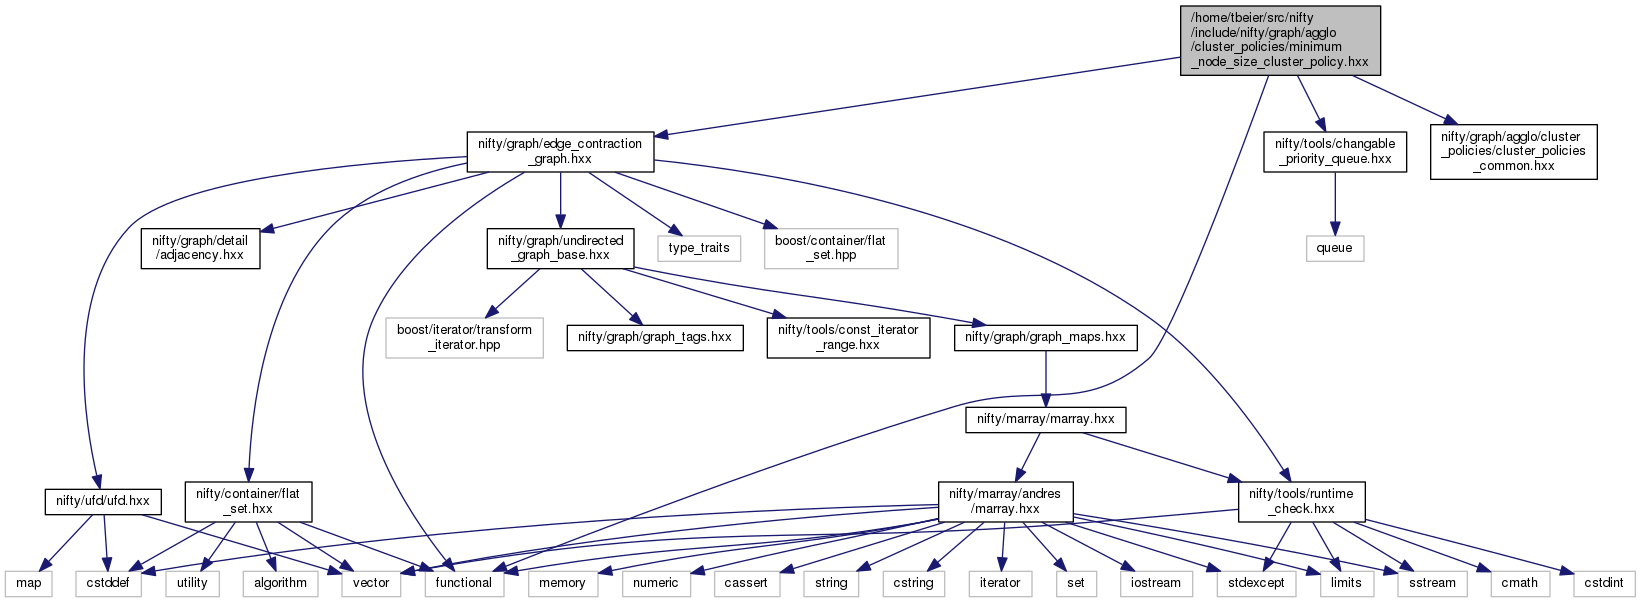 /home/tbeier/src/nifty
/include/nifty/graph/agglo
/cluster_policies/minimum
_node_size_cluster_policy.hxx
nifty/graph/edge_contraction
_graph.hxx
nifty/tools/changable
_priority_queue.hxx
nifty/graph/agglo/cluster
_policies/cluster_policies
_common.hxx
nifty/graph/detail
/adjacency.hxx
nifty/graph/undirected
_graph_base.hxx
type_traits
boost/container/flat
_set.hpp
queue
boost/iterator/transform
_iterator.hpp
nifty/graph/graph_tags.hxx
nifty/tools/const_iterator
_range.hxx
nifty/graph/graph_maps.hxx
nifty/marray/marray.hxx
nifty/ufd/ufd.hxx
nifty/container/flat
_set.hxx
nifty/marray/andres
/marray.hxx
nifty/tools/runtime
_check.hxx
map
cstddef
utility
algorithm
vector
functional
memory
numeric
cassert
string
cstring
iterator
set
iostream
stdexcept
limits
sstream
cmath
cstdint